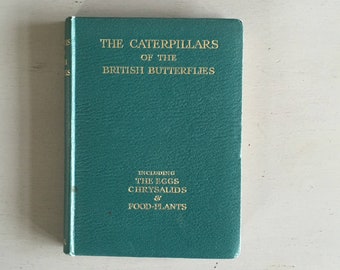 THE CATERPILLARS
OF THE
BRITISH BUTTERFLIES
INCLUDING
THE EGGS
CHRYSALIDS
&
FOOD-PLANTS